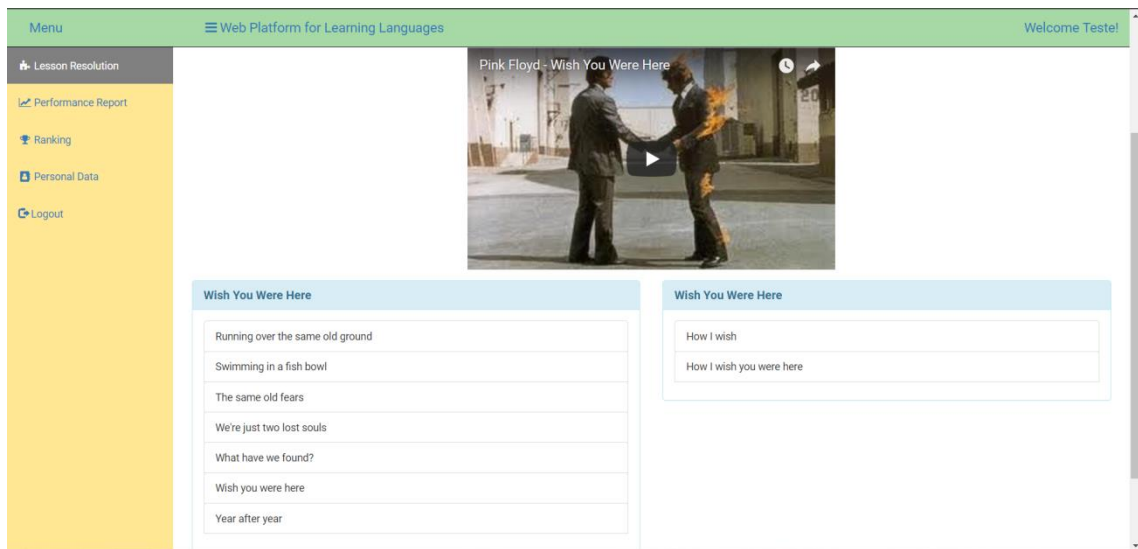 Menu
Web Platform for Learning Languages
Welcome Teste!
Lesson Resolution
Performance Report
Ranking
Personal Data
Logout
Pink Floyd - Wish You Were Here
20
Wish You Were Here
Running over the same old ground
Swimming in a fish bowl
The same old fears
We're just two lost souls
What have we found?
Wish you were here
Year after year
Wish You Were Here
How I wish
How I wish you were here